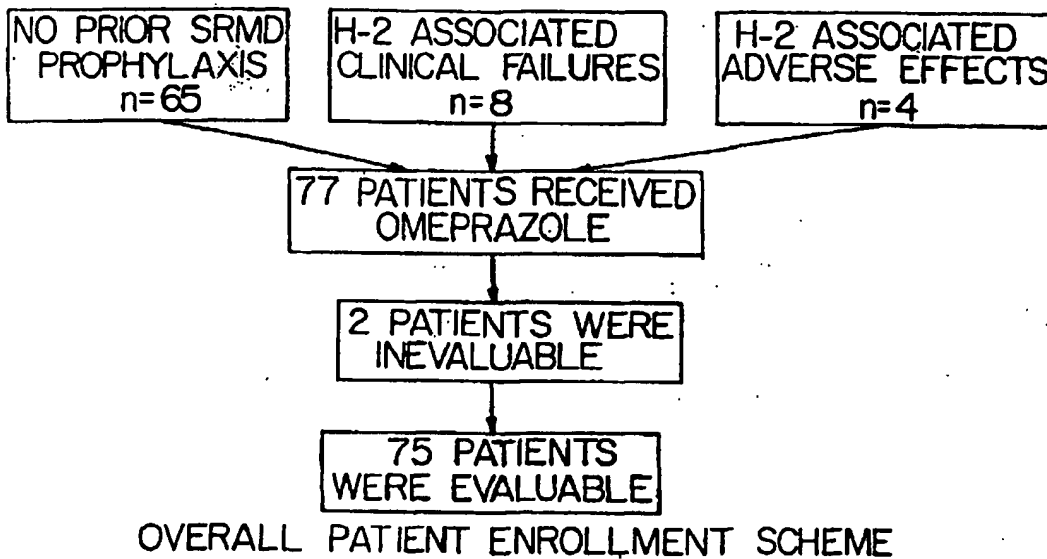 NO PRIOR SRMD
PROPHYLAXIS
n=65
H-2 ASSOCIATED
CLINICAL FAILURES
n=8
H-2 ASSOCIATED
ADVERSE EFFECTS
n=4
77 PATIENTS RECEIVED
OMEPRAZOLE
2 PATIENTS WERE
INEVALUABLE
75 PATIENTS
WERE EVALUABLE
OVERALL PATIENT ENROLLMENT SCHEME